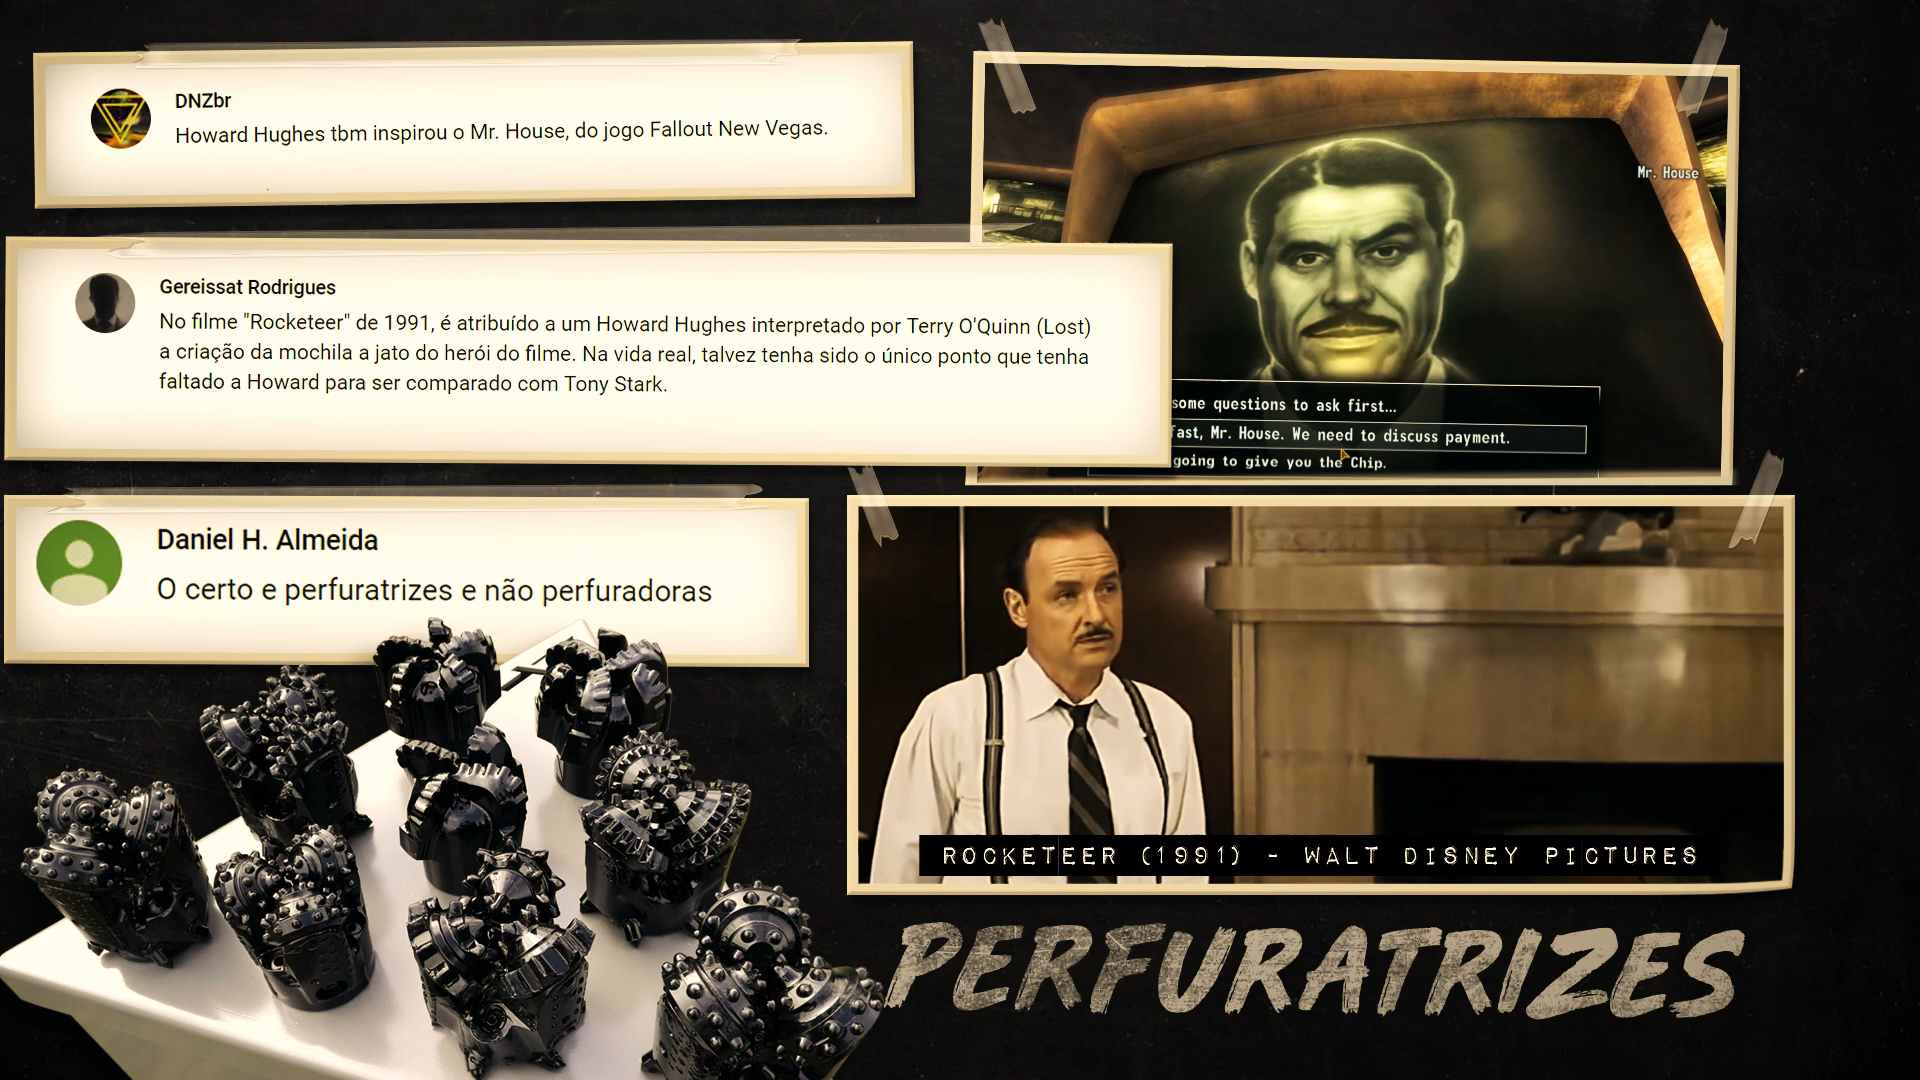 DNZbr
Howard Hughes tbm inspirou o Mr. House, do jogo Fallout New Vegas.
Mr. House
Gereissat Rodrigues
No filme "Rocketeer" de 1991, é atribuído a um Howard Hughes interpretado por Terry O'Quinn (Lost)
a criação da mochila a jato do herói do filme. Na vida real, talvez tenha sido o único ponto que tenha
faltado a Howard para ser comparado com Tony Stark.
some questions to ask first...
fast, Mr. House. We need to discuss payment.
going to give you the Chip.
Daniel H. Almeida
O certo e perfuratrizes e não perfuradoras
ROCKETEER (1991) - WALT DISNEY PICTURES
PERFURATRIZES